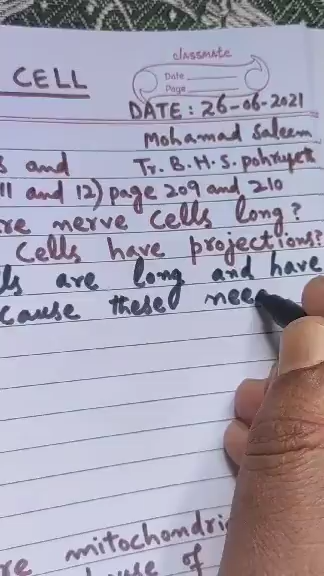 classmate
Date
Page
CELL
DATE: 26-06-2021
Mohamad Saleem
s and Tr. B.H.S. pohrupeth
11 and 12) page 209 and 210
re nerve cells long?
Cells have projections?
ls are long and have
cause these nee
re mitochondri
house of